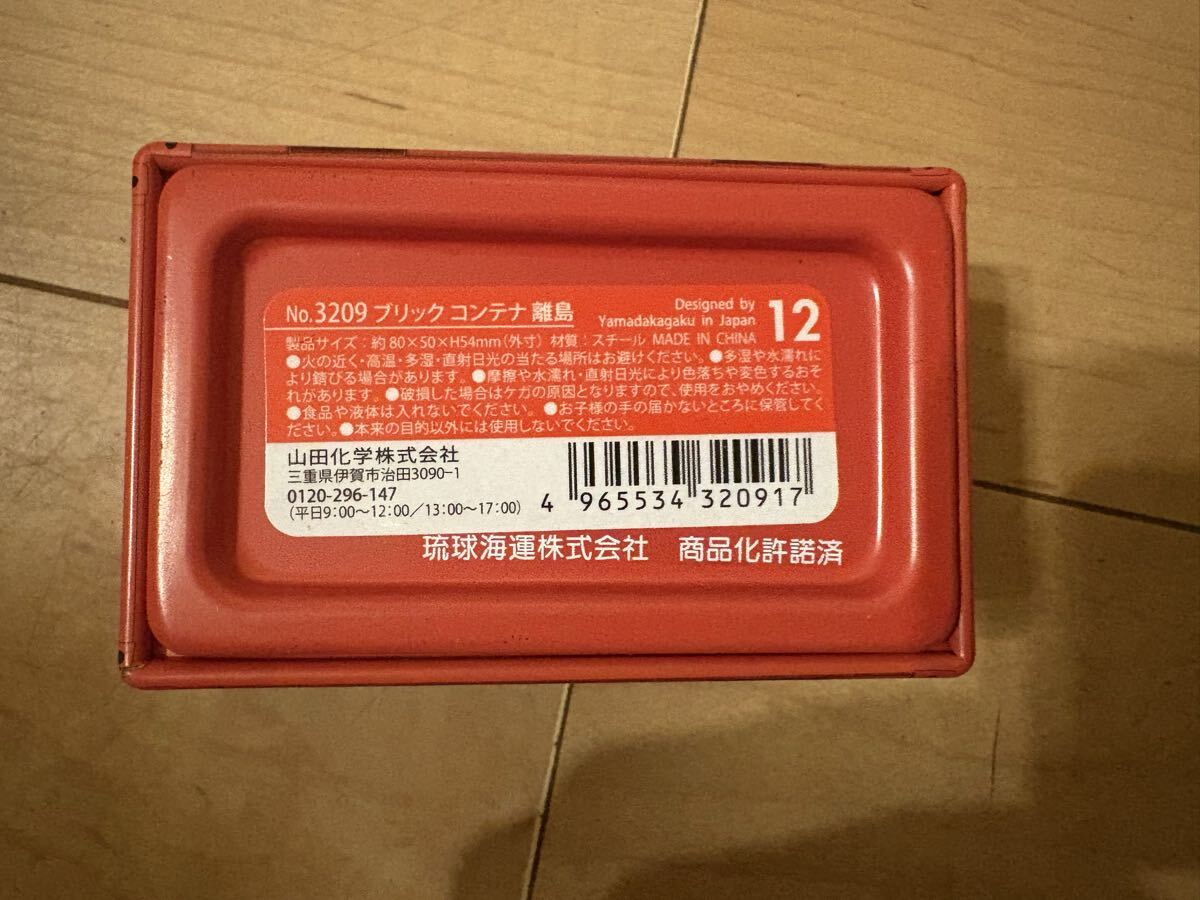 No.3209 ブリック コンテナ 離島
Designed by
Yamadakagaku in Japan
12
製品サイズ:約80×50×H54mm(外寸) 材質:スチール MADE IN CHINA
●火の近く・高温・多湿・直射日光の当たる場所はお避けください。●多湿や水濡れに
より錆びる場合があります。●摩擦や水濡れ・直射日光により色落ちや変色するおそ
れがあります。●破損した場合はケガの原因となりますので、使用をおやめください。
●食品や液体は入れないでください。●お子様の手の届かないところに保管してく
ださい。●本来の目的以外には使用しないでください。
山田化学株式会社
三重県伊賀市治田3090-1
0120-296-147
(平日9:00〜12:00/13:00〜17:00)
4 965534 320917
琉球海運株式会社 商品化許諾済